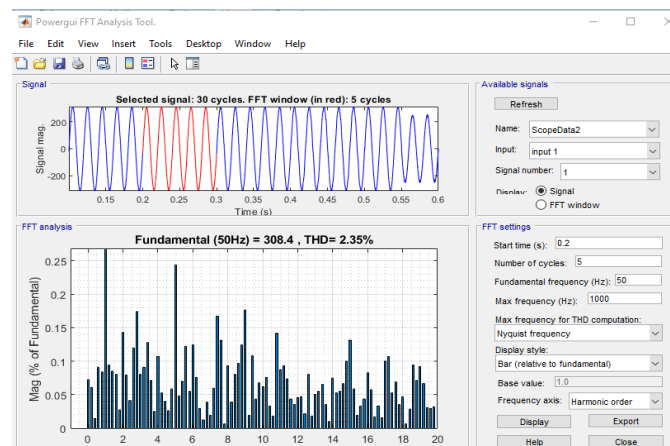 Powergui FFT Analysis Tool.
File Edit View Insert Tools Desktop Window Help
Signal
Selected signal: 30 cycles. FFT window (in red): 5 cycles
Signal mag.
200
0
-200
0.15 0.2 0.25 0.3 0.35 0.4 0.45 0.5 0.55 0.6
Time (s)
FFT analysis
Fundamental (50Hz) = 308.4 , THD= 2.35%
Mag (% of Fundamental)
0.25
0.2
0.15
0.1
0.05
0
0 2 4 6 8 10 12 14 16 18 20
Available signals
Refresh
Name: ScopeData2
Input: input 1
Signal number: 1
Display: Signal
FFT window
FFT settings
Start time (s): 0.2
Number of cycles: 5
Fundamental frequency (Hz): 50
Max frequency (Hz): 1000
Max frequency for THD computation:
Nyquist frequency
Display style:
Bar (relative to fundamental)
Base value: 1.0
Frequency axis: Harmonic order
Display Export
Help Close